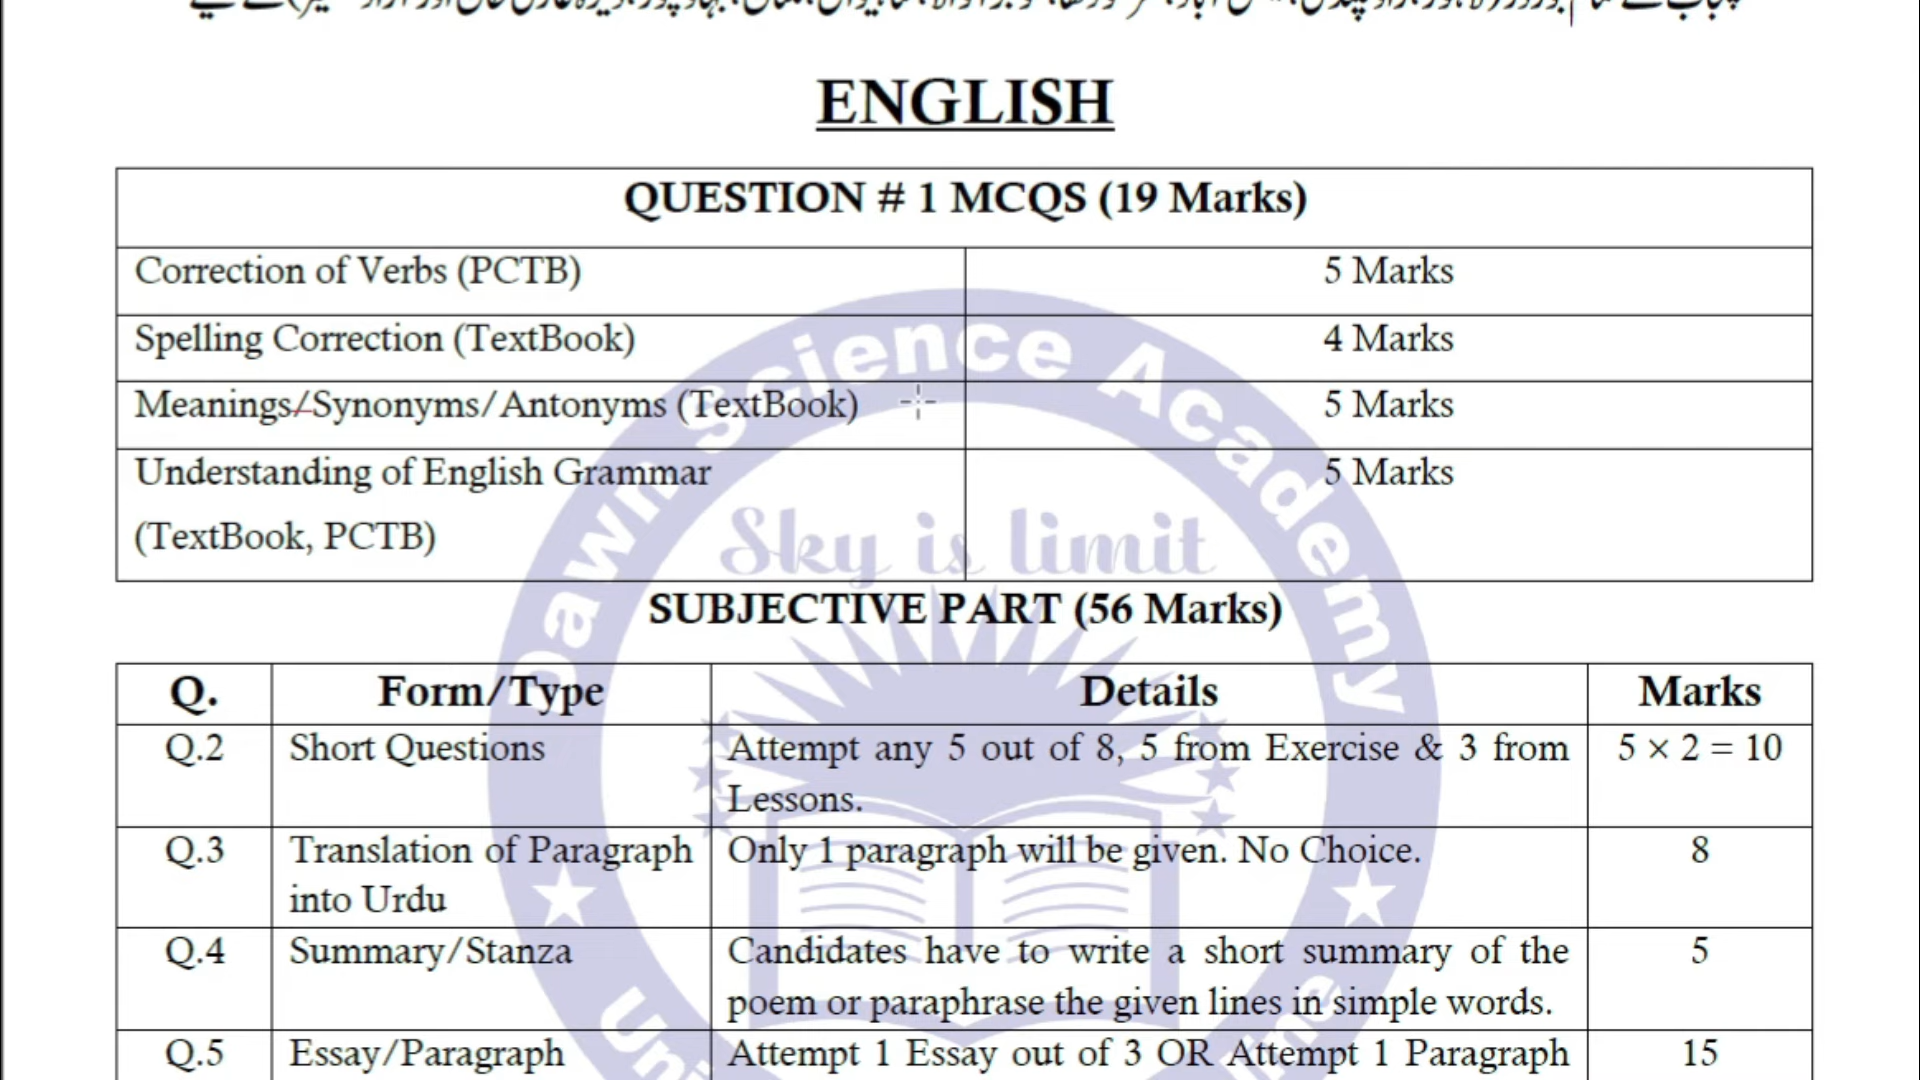 ENGLISH
QUESTION # 1 MCQS (19 Marks)
Correction of Verbs (PCTB) 5 Marks
Spelling Correction (TextBook) 4 Marks
Meanings/Synonyms/Antonyms (TextBook) 5 Marks
Understanding of English Grammar 5 Marks
(TextBook, PCTB)
Dawn Science Academy
Sky is limit
SUBJECTIVE PART (56 Marks)
Q. Form/Type Details Marks
Q.2 Short Questions Attempt any 5 out of 8, 5 from Exercise & 3 from 5 × 2 = 10
Lessons.
Q.3 Translation of Paragraph Only 1 paragraph will be given. No Choice. 8
into Urdu
Q.4 Summary/Stanza Candidates have to write a short summary of the 5
poem or paraphrase the given lines in simple words.
Q.5 Essay/Paragraph Attempt 1 Essay out of 3 OR Attempt 1 Paragraph 15